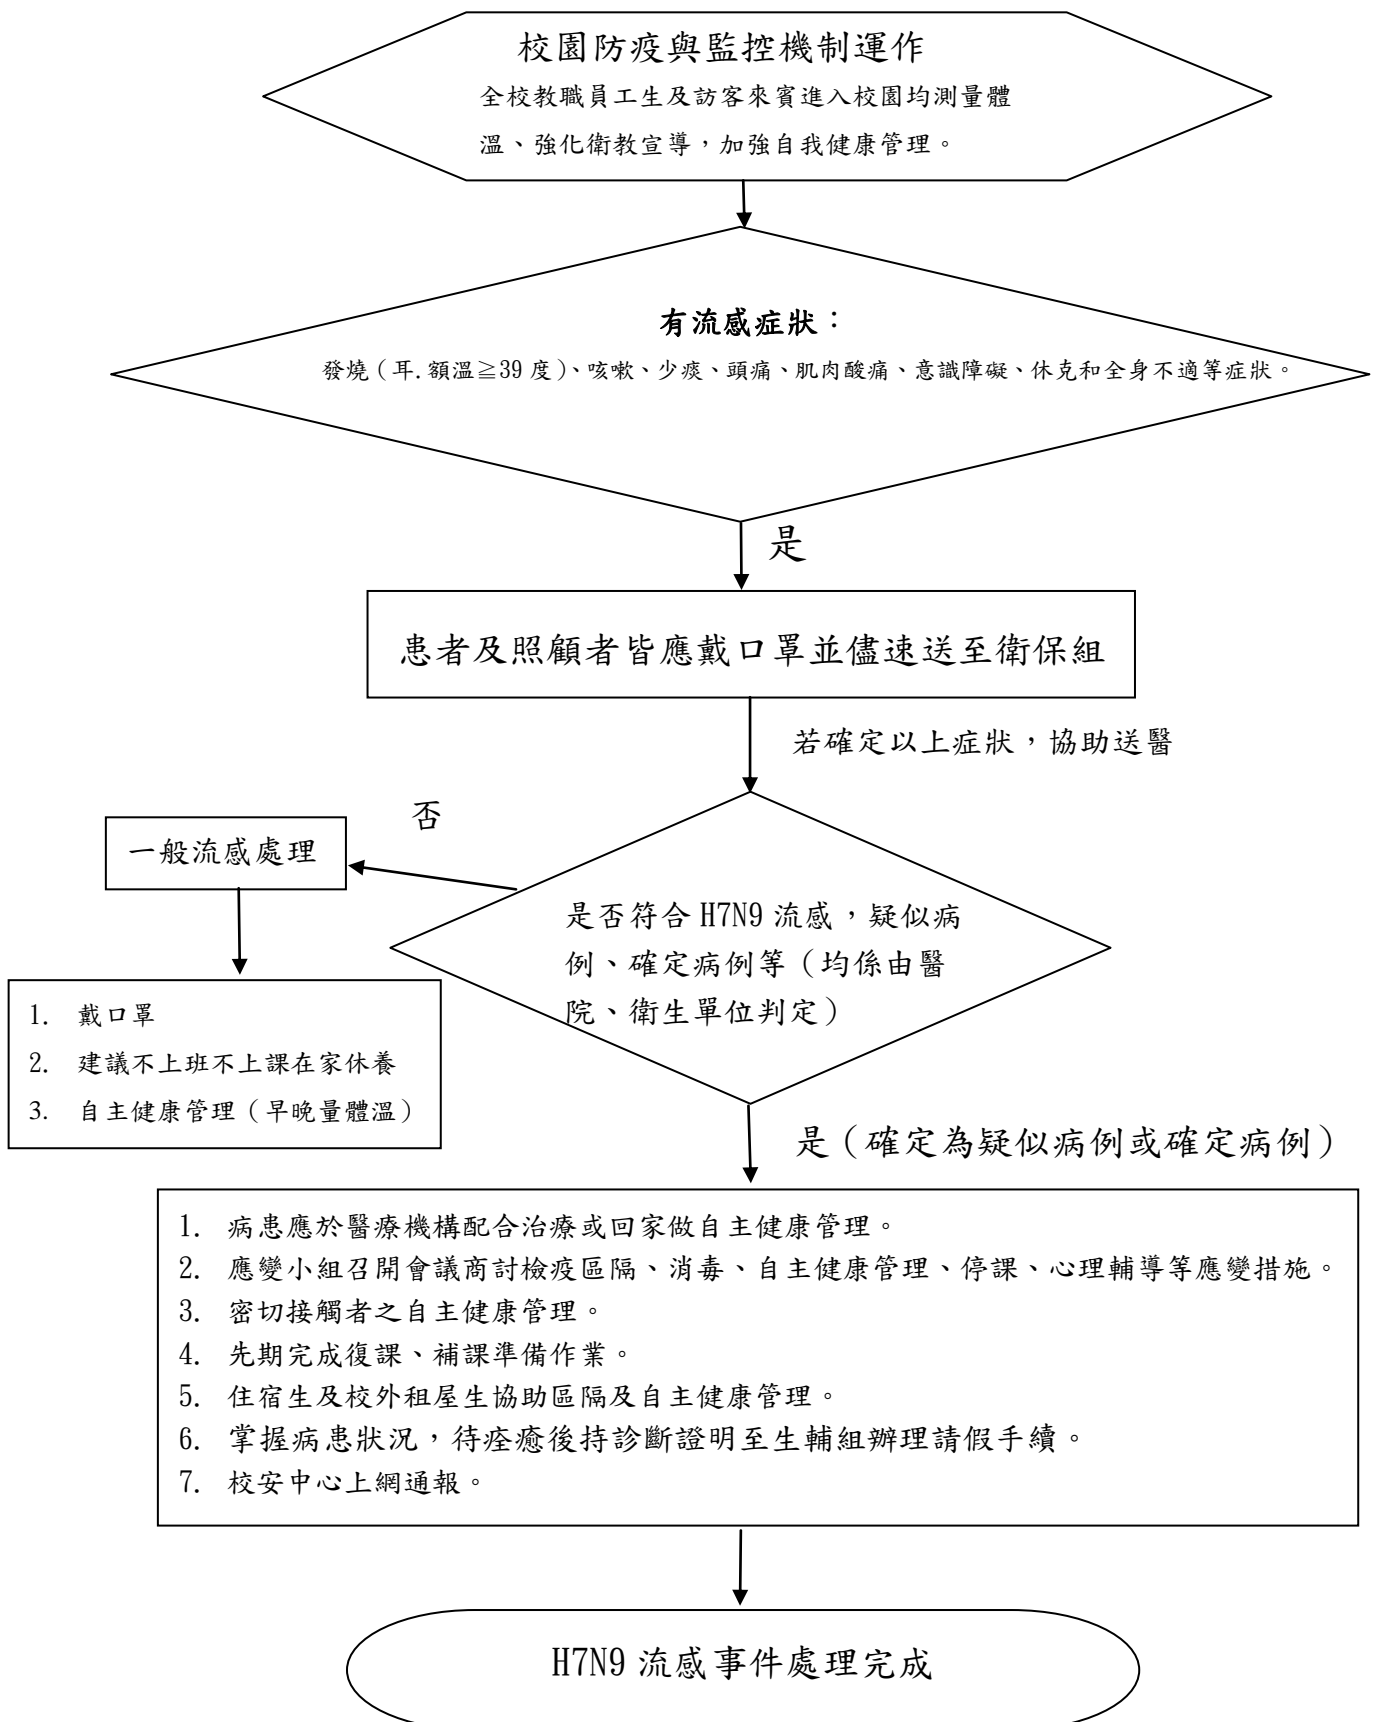 校園防疫與監控機制運作
全校教職員工生及訪客來賓進入校園均測量體
溫、強化衛教宣導，加強自我健康管理。
有流感症狀：
發燒（耳.額溫≧39 度）、咳嗽、少痰、頭痛、肌肉酸痛、意識障礙、休克和全身不適等症狀。
是
患者及照顧者皆應戴口罩並儘速送至衛保組
若確定以上症狀，協助送醫
否
一般流感處理
是否符合 H7N9 流感，疑似病
例、確定病例等（均係由醫
院、衛生單位判定）
1. 戴口罩
2. 建議不上班不上課在家休養
3. 自主健康管理（早晚量體溫）
是（確定為疑似病例或確定病例）
1. 病患應於醫療機構配合治療或回家做自主健康管理。
2. 應變小組召開會議商討檢疫區隔、消毒、自主健康管理、停課、心理輔導等應變措施。
3. 密切接觸者之自主健康管理。
4. 先期完成復課、補課準備作業。
5. 住宿生及校外租屋生協助區隔及自主健康管理。
6. 掌握病患狀況，待痊癒後持診斷證明至生輔組辦理請假手續。
7. 校安中心上網通報。
H7N9 流感事件處理完成